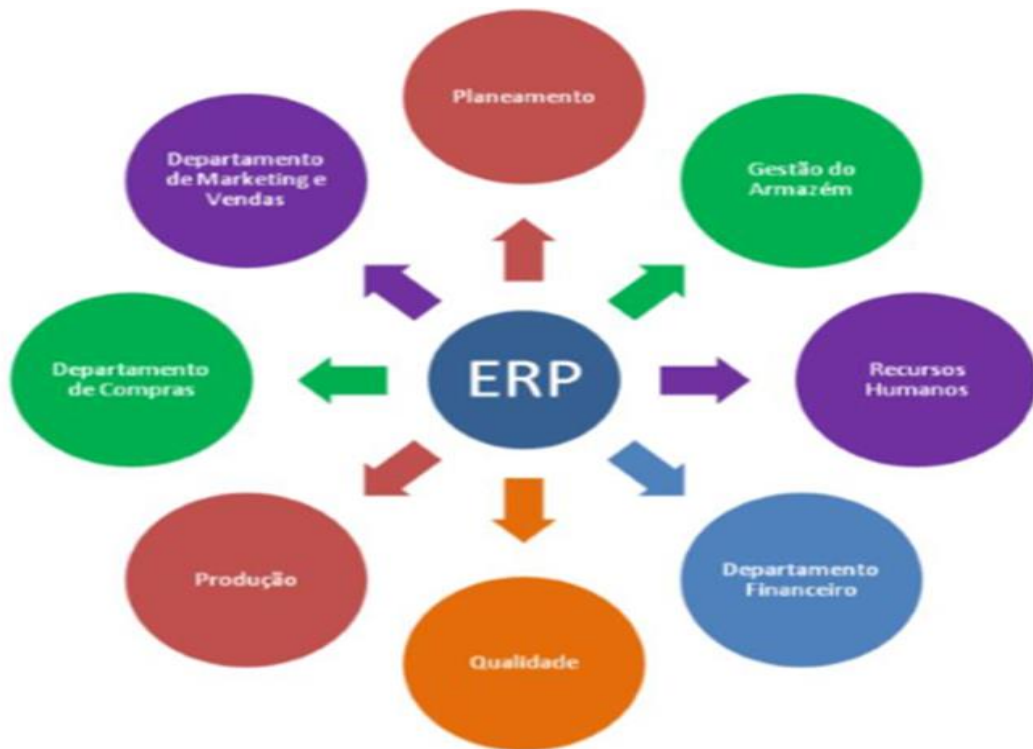 Planeamento
Departamento
de Marketing e
Vendas
Gestão do
Armazém
Departamento
de Compras
ERP
Recursos
Humanos
Produção
Departamento
Financeiro
Qualidade